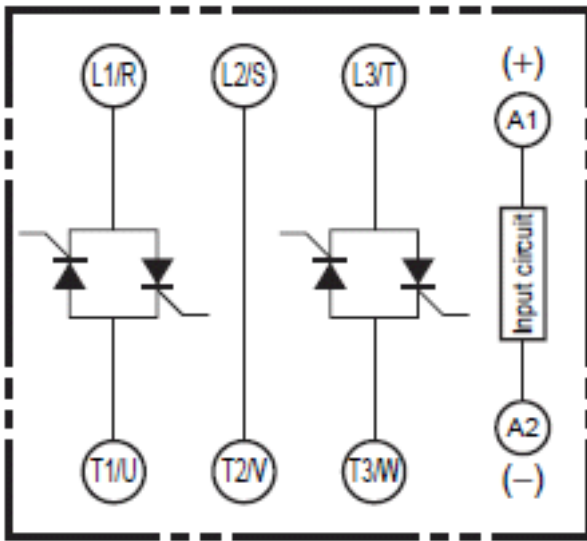 L1/R L2/S L3/T (+)
A1
Input circuit
A2
T1/U T2/V T3/W (−)